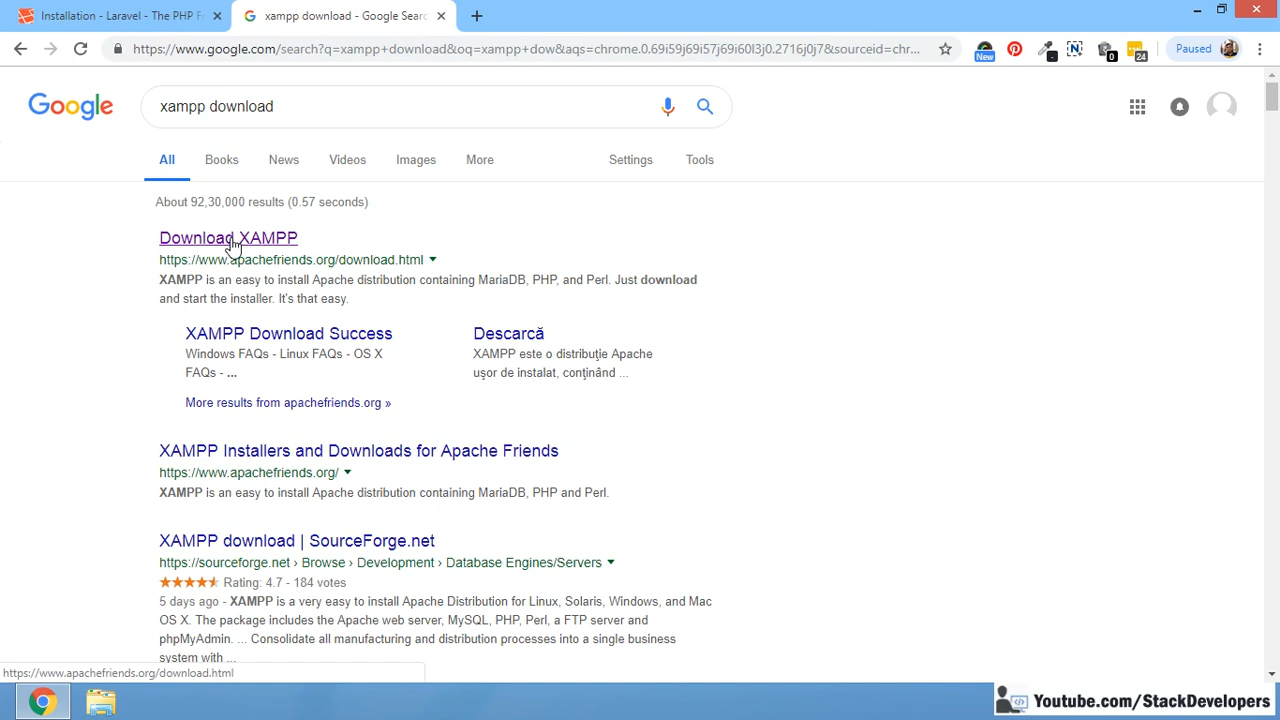 Installation - Laravel - The PHP F
xampp download - Google Searc
https://www.google.com/search?q=xampp+download&oq=xampp+dow&aqs=chrome.0.69i59j69i57j69i60l3j0.2716j0j7&sourceid=chr...
New
0
24
Paused
Google
xampp download
All
Books
News
Videos
Images
More
Settings
Tools
About 92,30,000 results (0.57 seconds)
Download XAMPP
https://www.apachefriends.org/download.html
XAMPP is an easy to install Apache distribution containing MariaDB, PHP, and Perl. Just download
and start the installer. It's that easy.
XAMPP Download Success
Windows FAQs - Linux FAQs - OS X
FAQs - ...
Descarcă
XAMPP este o distribuție Apache
ușor de instalat, conținând ...
More results from apachefriends.org »
XAMPP Installers and Downloads for Apache Friends
https://www.apachefriends.org/
XAMPP is an easy to install Apache distribution containing MariaDB, PHP and Perl.
XAMPP download | SourceForge.net
https://sourceforge.net › Browse › Development › Database Engines/Servers
Rating: 4.7 - 184 votes
5 days ago - XAMPP is a very easy to install Apache Distribution for Linux, Solaris, Windows, and Mac
OS X. The package includes the Apache web server, MySQL, PHP, Perl, a FTP server and
phpMyAdmin. ... Consolidate all manufacturing and distribution processes into a single business
system with ...
https://www.apachefriends.org/download.html
Youtube.com/StackDevelopers